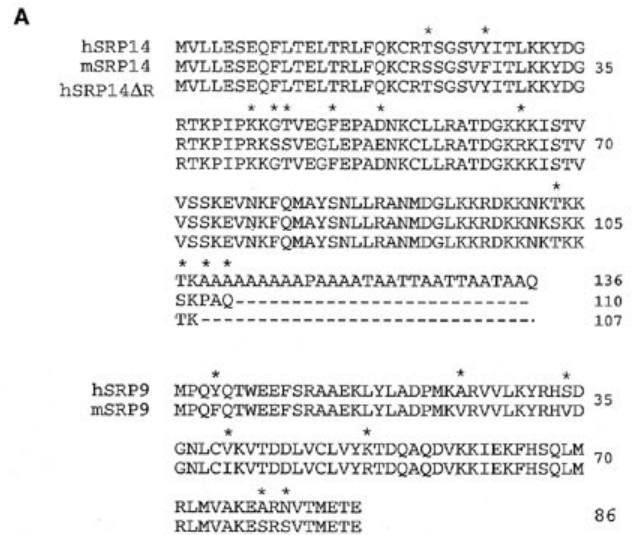 A
* *
hSRP14 MVLLESEQFLTELTRLFQKCRTSGSVYITLKKYDG
mSRP14 MVLLESEQFLTELTRLFQKCRSSGSVFITLKKYDG 35
hSRP14ΔR MVLLESEQFLTELTRLFQKCRTSGSVYITLKKYDG
* ** * * *
RTKPIPKKGTVEGFEPADNKCLLRATDGKKKISTV
RTKPIPRKSSVEGLEPAENKCLLRATDGKRKISTV 70
RTKPIPKKGTVEGFEPADNKCLLRATDGKKKISTV
*
VSSKEVNKFQMAYSNLLRANMDGLKKRDKKNKTKK
VSSKEVNKFQMAYSNLLRANMDGLKKRDKKNKSKK 105
VSSKEVNKFQMAYSNLLRANMDGLKKRDKKNKTKK
* * *
TKAAAAAAAAAPAAAATAATTAATTAATAAQ 136
SKPAQ-------------------------- 110
TK---------------------------- 107
* * *
hSRP9 MPQYQTWEEFSRAAEKLYLADPMKARVVLKYRHSD
mSRP9 MPQFQTWEEFSRAAEKLYLADPMKVRVVLKYRHVD 35
* *
GNLCVKVTDDLVCLVYKTDQAQDVKKIEKFHSQLM
GNLCIKVTDDLVCLVYRTDQAQDVKKIEKFHSQLM 70
* *
RLMVAKEARNVTMETE
RLMVAKESRSVTMETE 86